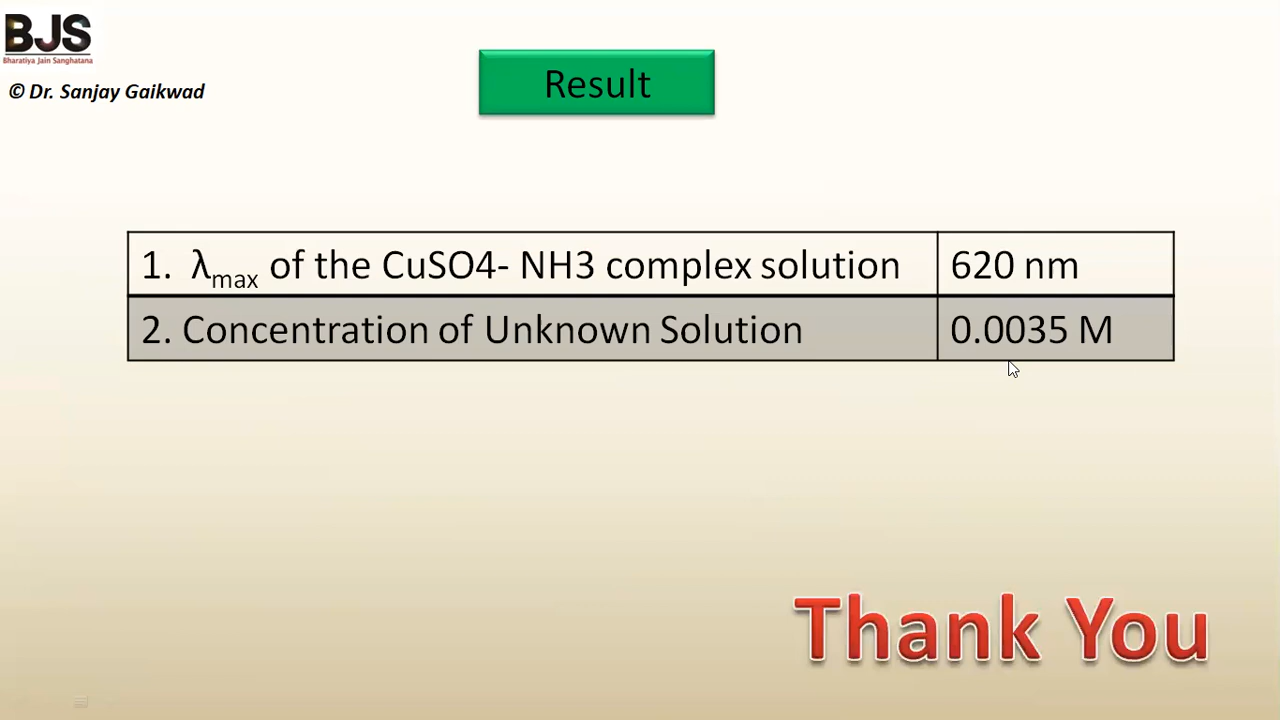 BJS
Bharatiya Jain Sanghatana
© Dr. Sanjay Gaikwad
Result
1. λmax of the CuSO4- NH3 complex solution 620 nm
2. Concentration of Unknown Solution 0.0035 M
Thank You